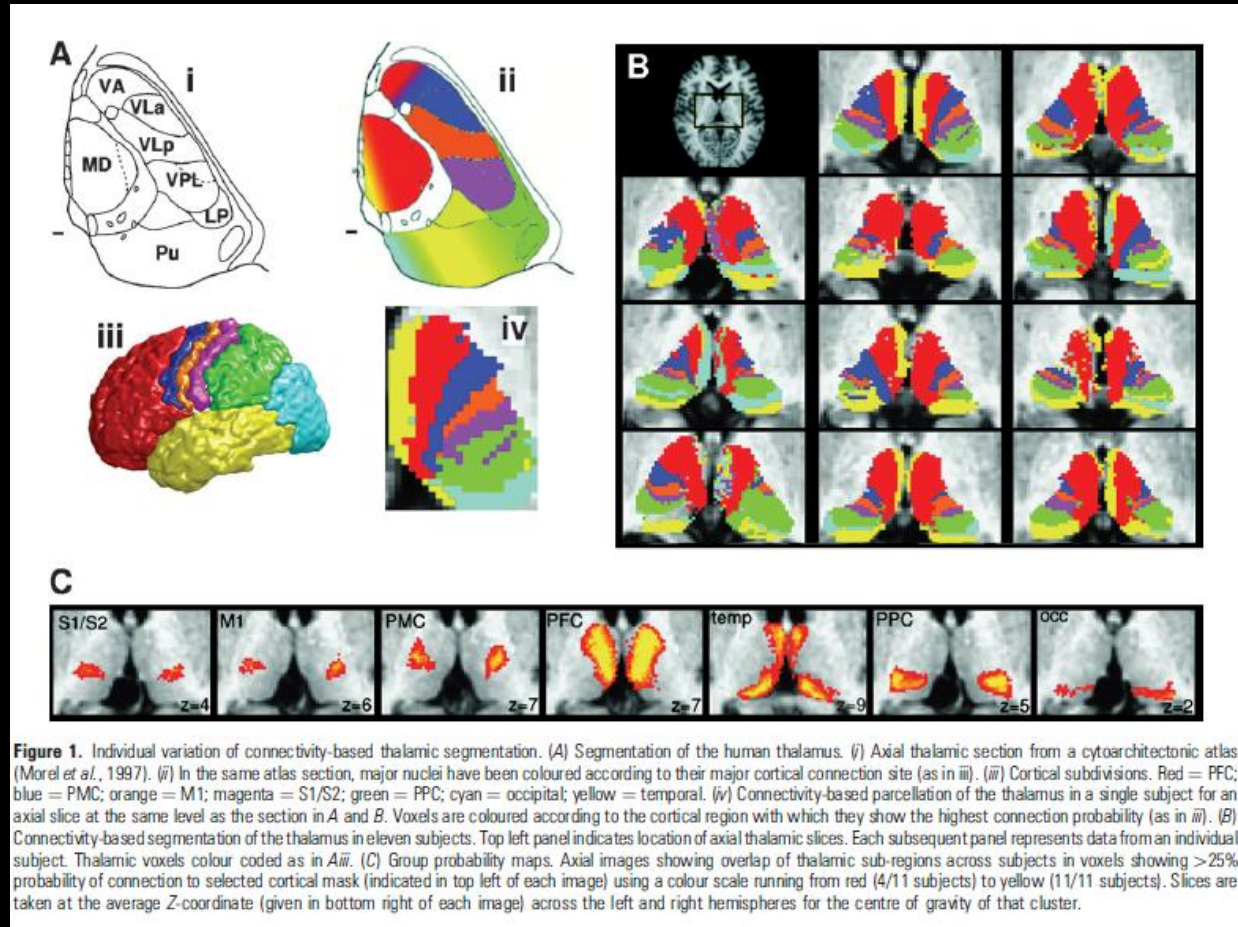 A
i
VA
VLa
VLp
MD
VPL
LP
Pu
ii
iii
iv
B
C
S1/S2
z=4
M1
z=6
PMC
z=7
PFC
z=7
temp
z=9
PPC
z=5
occ
z=2
Figure 1. Individual variation of connectivity-based thalamic segmentation. (A) Segmentation of the human thalamus. (i) Axial thalamic section from a cytoarchitectonic atlas
(Morel et al., 1997). (ii) In the same atlas section, major nuclei have been coloured according to their major cortical connection site (as in iii). (iii) Cortical subdivisions. Red = PFC;
blue = PMC; orange = M1; magenta = S1/S2; green = PPC; cyan = occipital; yellow = temporal. (iv) Connectivity-based parcellation of the thalamus in a single subject for an
axial slice at the same level as the section in A and B. Voxels are coloured according to the cortical region with which they show the highest connection probability (as in iii). (B)
Connectivity-based segmentation of the thalamus in eleven subjects. Top left panel indicates location of axial thalamic slices. Each subsequent panel represents data from an individual
subject. Thalamic voxels colour coded as in Aiii. (C) Group probability maps. Axial images showing overlap of thalamic sub-regions across subjects in voxels showing >25%
probability of connection to selected cortical mask (indicated in top left of each image) using a colour scale running from red (4/11 subjects) to yellow (11/11 subjects). Slices are
taken at the average Z-coordinate (given in bottom right of each image) across the left and right hemispheres for the centre of gravity of that cluster.